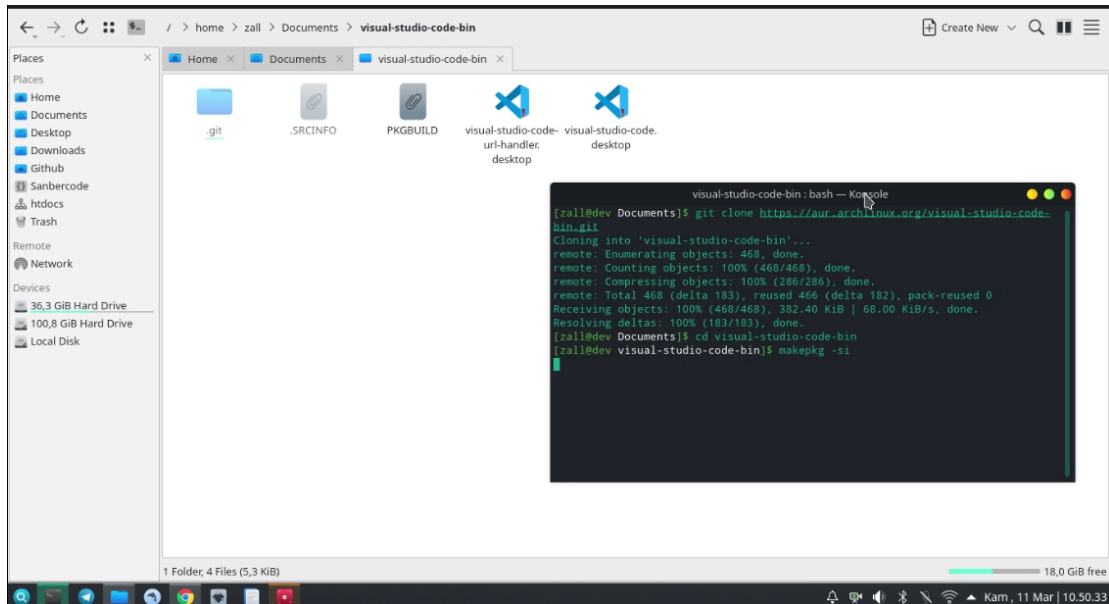 / > home > zall > Documents > visual-studio-code-bin
Create New
Places
Places
Home
Documents
Desktop
Downloads
Github
Sanbercode
htdocs
Trash
Remote
Network
Devices
36,3 GiB Hard Drive
100,8 GiB Hard Drive
Local Disk
Home
Documents
visual-studio-code-bin
.git
.SRCINFO
PKGBUILD
visual-studio-code-
url-handler.
desktop
visual-studio-code.
desktop
visual-studio-code-bin : bash — Konsole
[zall@dev Documents]$ git clone https://aur.archlinux.org/visual-studio-code-
bin.git
Cloning into 'visual-studio-code-bin'...
remote: Enumerating objects: 468, done.
remote: Counting objects: 100% (468/468), done.
remote: Compressing objects: 100% (286/286), done.
remote: Total 468 (delta 183), reused 466 (delta 182), pack-reused 0
Receiving objects: 100% (468/468), 382.40 KiB | 68.00 KiB/s, done.
Resolving deltas: 100% (183/183), done.
[zall@dev Documents]$ cd visual-studio-code-bin
[zall@dev visual-studio-code-bin]$ makepkg -si
1 Folder, 4 Files (5,3 KiB)
18,0 GiB free
Kam , 11 Mar | 10.50.33